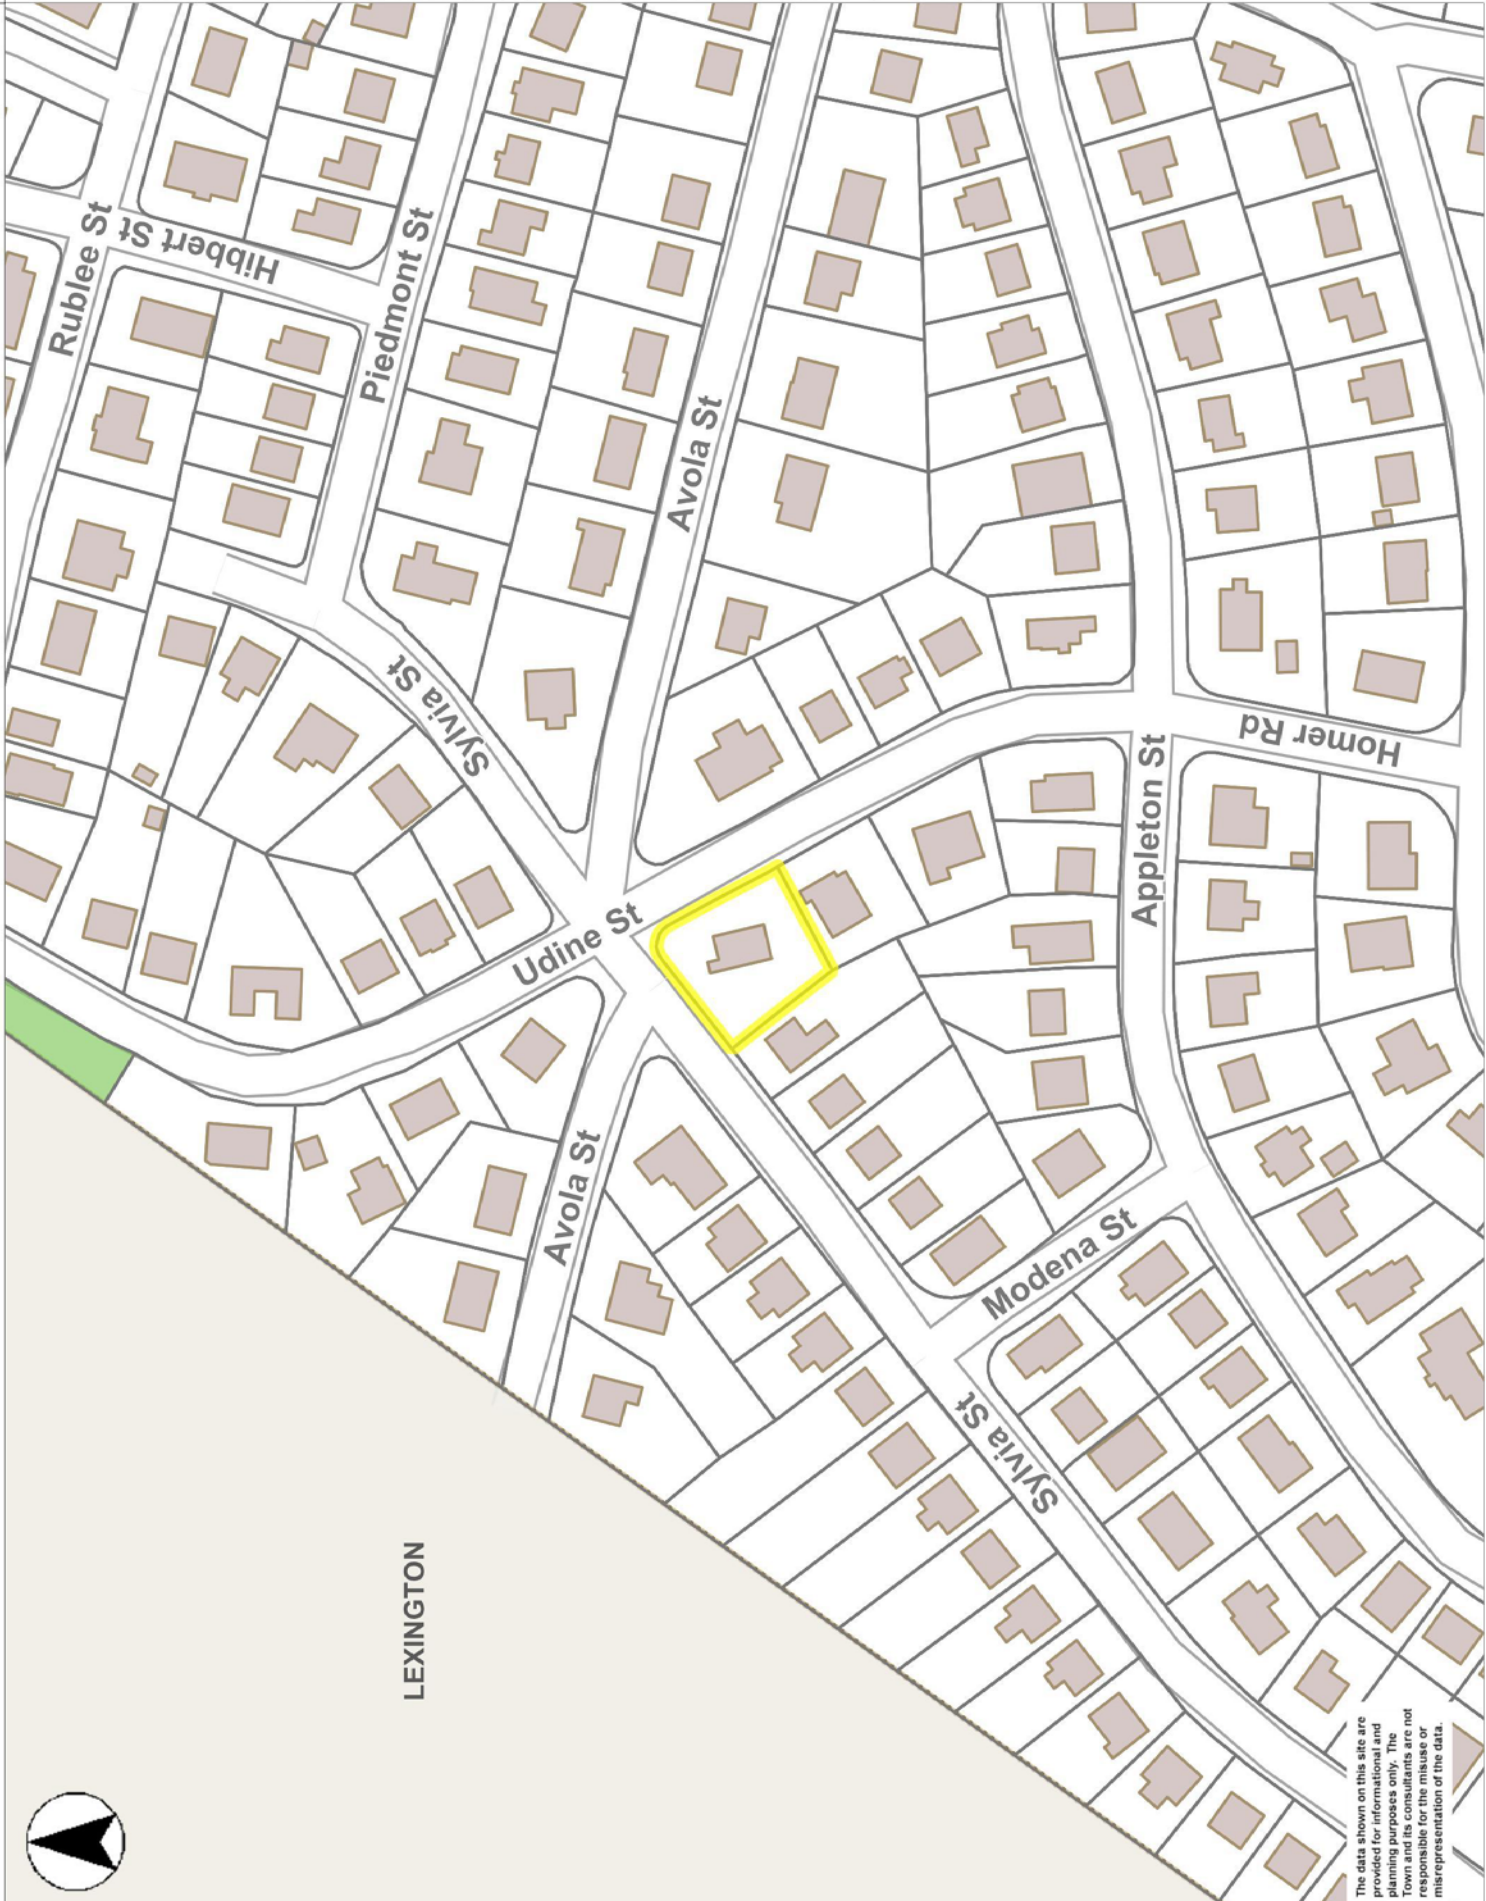 Rublee St
Hibbert St
Piedmont St
Avola St
Sylvia St
Homer Rd
Appleton St
Udine St
Avola St
Modena St
Sylvia St
LEXINGTON
The data shown on this site are
provided for informational and
planning purposes only. The
Town and its consultants are not
responsible for the misuse or
misrepresentation of the data.